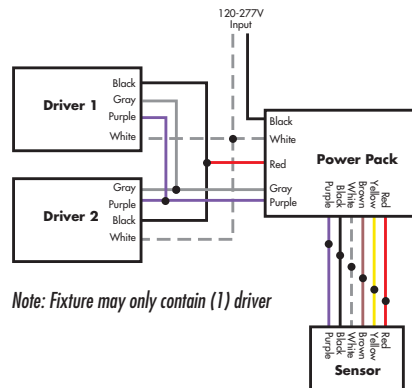 120-277V
Input
Driver 1
Black
Gray
Purple
White
Driver 2
Gray
Purple
Black
White
Power Pack
Black
White
Red
Gray
Purple
Purple
Black
White
Brown
Yellow
Red
Note: Fixture may only contain (1) driver
Purple
Black
White
Brown
Yellow
Red
Sensor